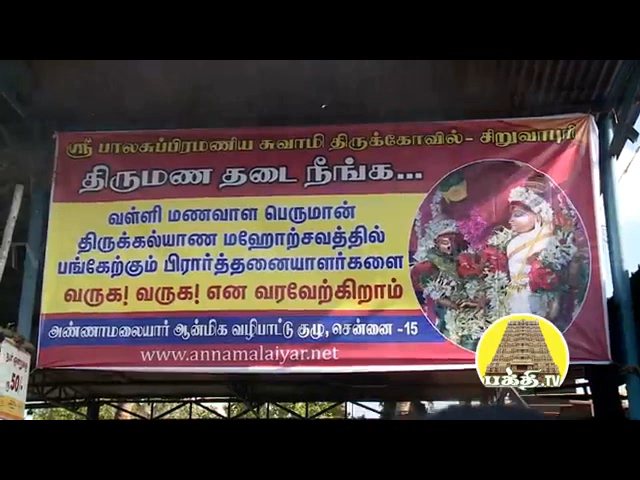 ஸ்ரீ பாலசுப்பிரமணிய சுவாமி திருக்கோவில்- சிறுவாபுரி
திருமண தடை நீங்க...
வள்ளி மணவாள பெருமான்
திருக்கல்யாண மஹோற்சவத்தில்
பங்கேற்கும் பிரார்த்தனையாளர்களை
வருக! வருக! என வரவேற்கிறோம்
அண்ணாமலையார் ஆன்மிக வழிபாட்டு குழு, சென்னை -15
www.annamalaiyar.net
பக்தி.TV
50